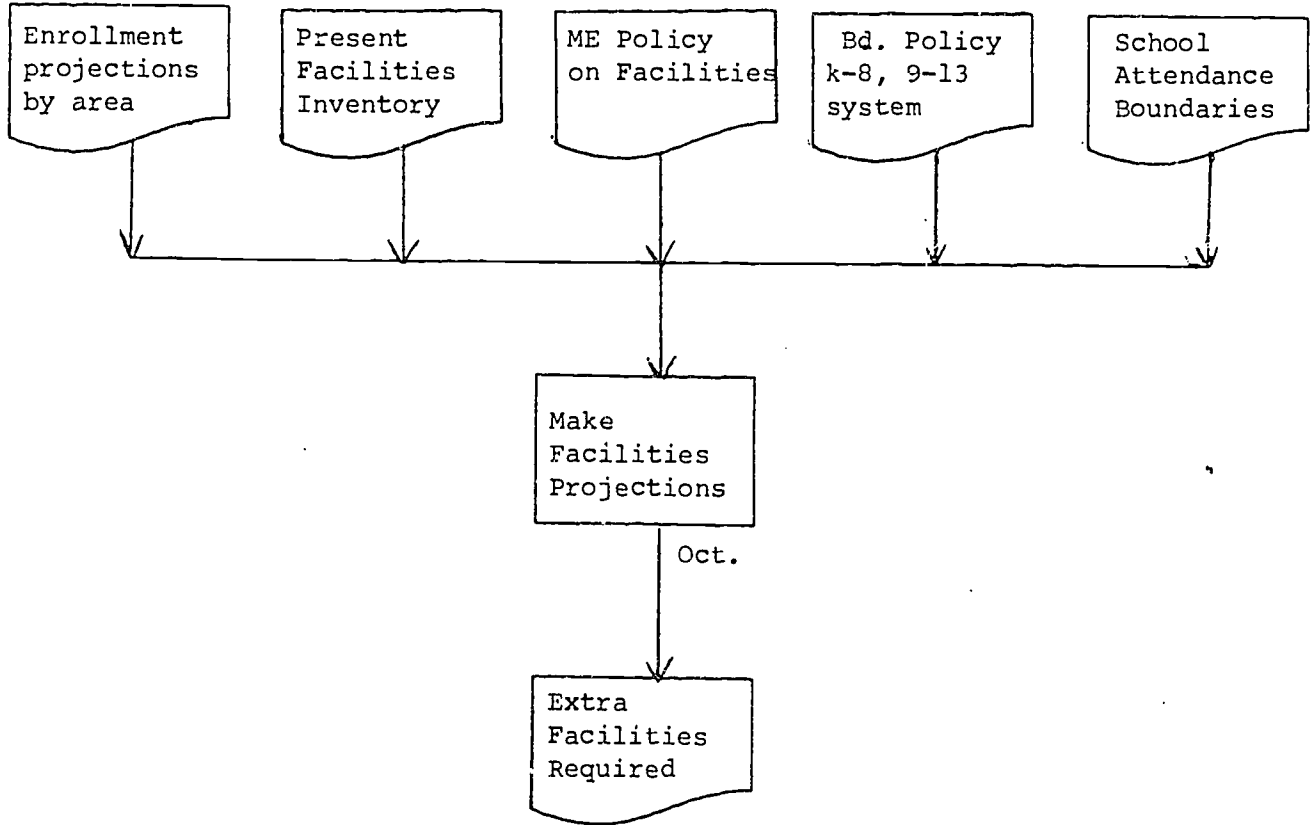 Enrollment
projections
by area
Present
Facilities
Inventory
ME Policy
on Facilities
Bd. Policy
k-8, 9-13
system
School
Attendance
Boundaries
Make
Facilities
Projections
Oct.
Extra
Facilities
Required